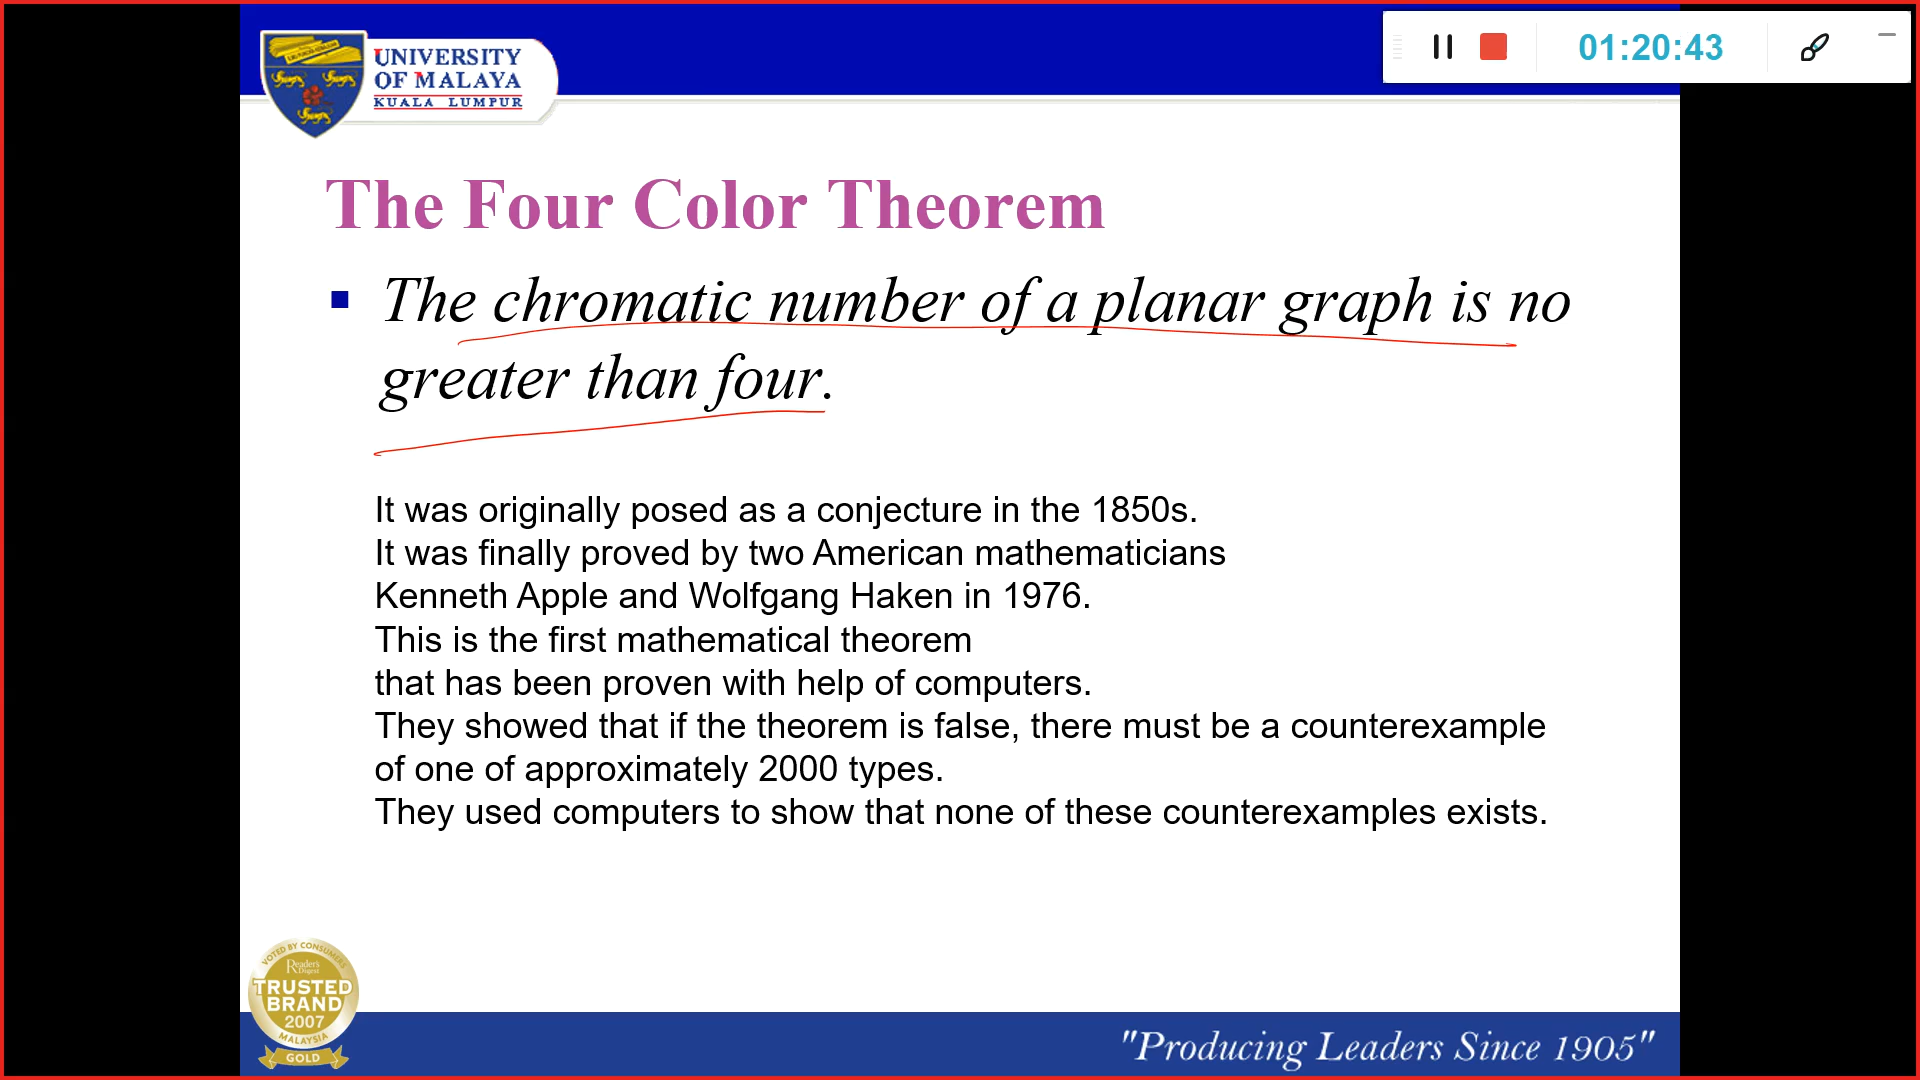 UNIVERSITY
OF MALAYA
KUALA LUMPUR
01:20:43
The Four Color Theorem
The chromatic number of a planar graph is no
greater than four.
It was originally posed as a conjecture in the 1850s.
It was finally proved by two American mathematicians
Kenneth Apple and Wolfgang Haken in 1976.
This is the first mathematical theorem
that has been proven with help of computers.
They showed that if the theorem is false, there must be a counterexample
of one of approximately 2000 types.
They used computers to show that none of these counterexamples exists.
VOTED BY CONSUMERS
Reader's
Digest
TRUSTED
BRAND
2007
MALAYSIA
GOLD
"Producing Leaders Since 1905"